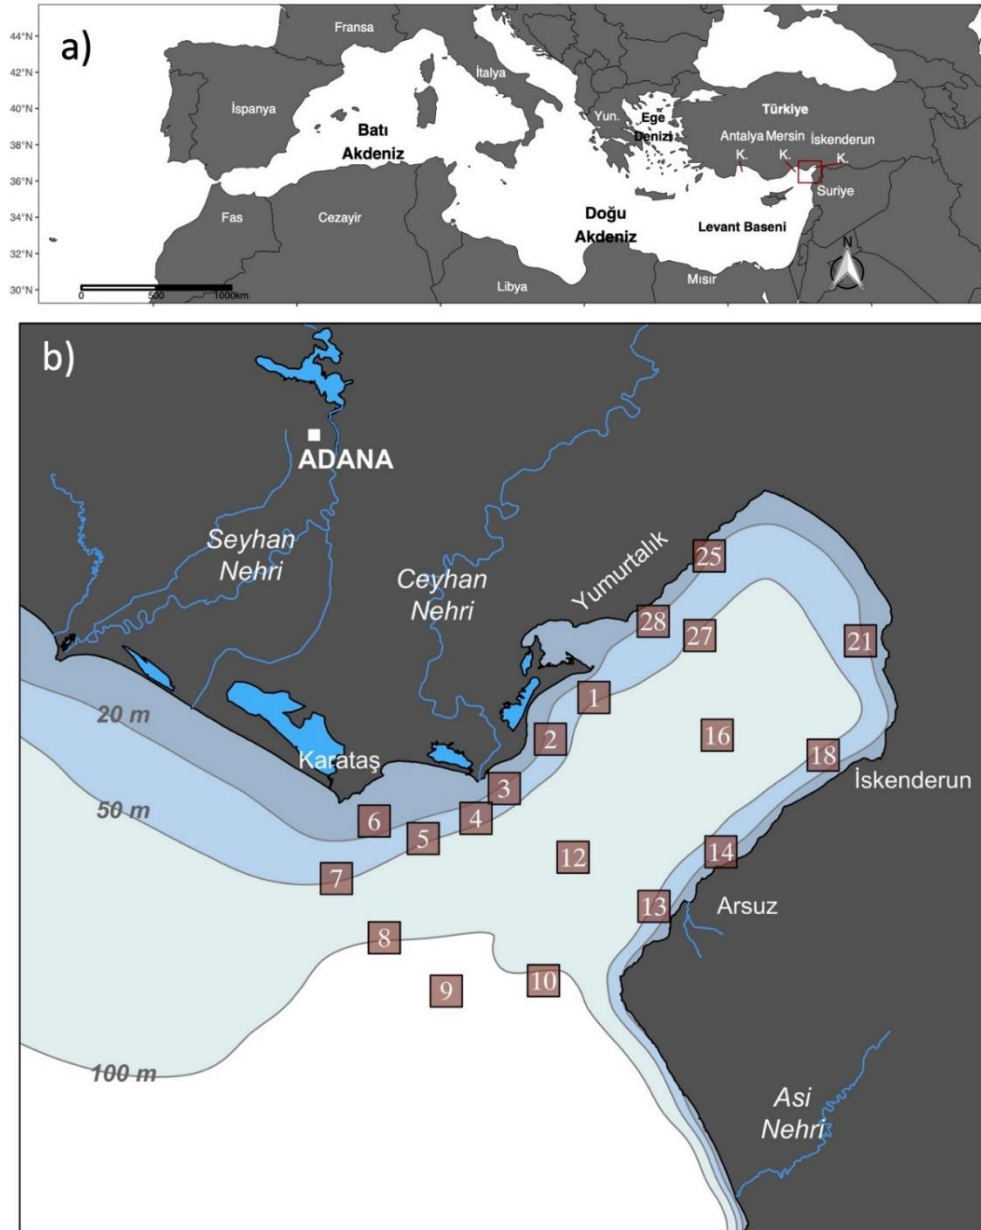 a)
44°N
42°N
40°N
38°N
36°N
34°N
32°N
30°N
Fransa
İtalya
İspanya
Batı
Akdeniz
Yun.
Ege
Denizi
Türkiye
Antalya
K.
Mersin
K.
İskenderun
K.
Suriye
Fas
Cezayir
Doğu
Akdeniz
Levant Baseni
Libya
Mısır
N
0 500 1000km
b)
ADANA
Seyhan
Nehri
Ceyhan
Nehri
Yumurtalık
25
28
27
21
1
16
2
18
20 m
Karataş
İskenderun
3
50 m
6
4
5
14
12
7
13
Arsuz
8
10
9
100 m
Asi
Nehri